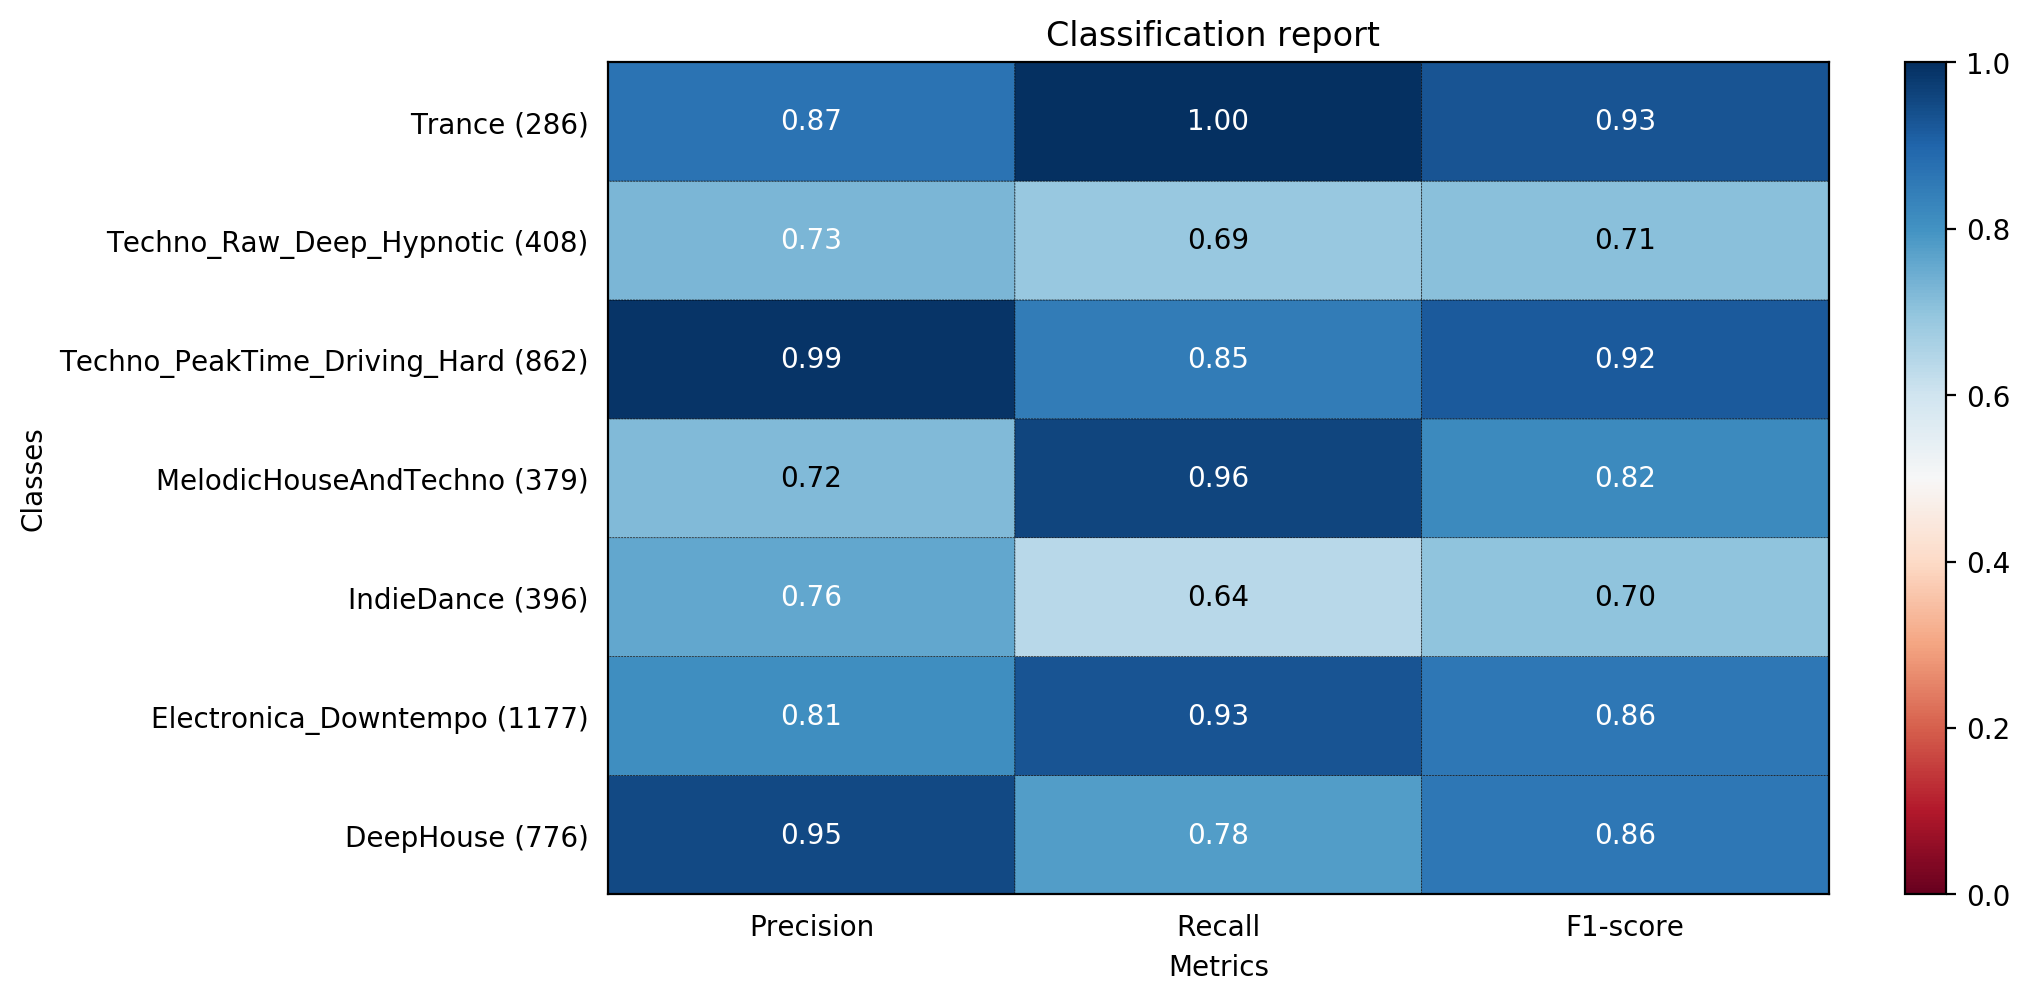 Classification report
Classes
Trance (286) 0.87 1.00 0.93
Techno_Raw_Deep_Hypnotic (408) 0.73 0.69 0.71
Techno_PeakTime_Driving_Hard (862) 0.99 0.85 0.92
MelodicHouseAndTechno (379) 0.72 0.96 0.82
IndieDance (396) 0.76 0.64 0.70
Electronica_Downtempo (1177) 0.81 0.93 0.86
DeepHouse (776) 0.95 0.78 0.86
Precision Recall F1-score
Metrics
1.0
0.8
0.6
0.4
0.2
0.0